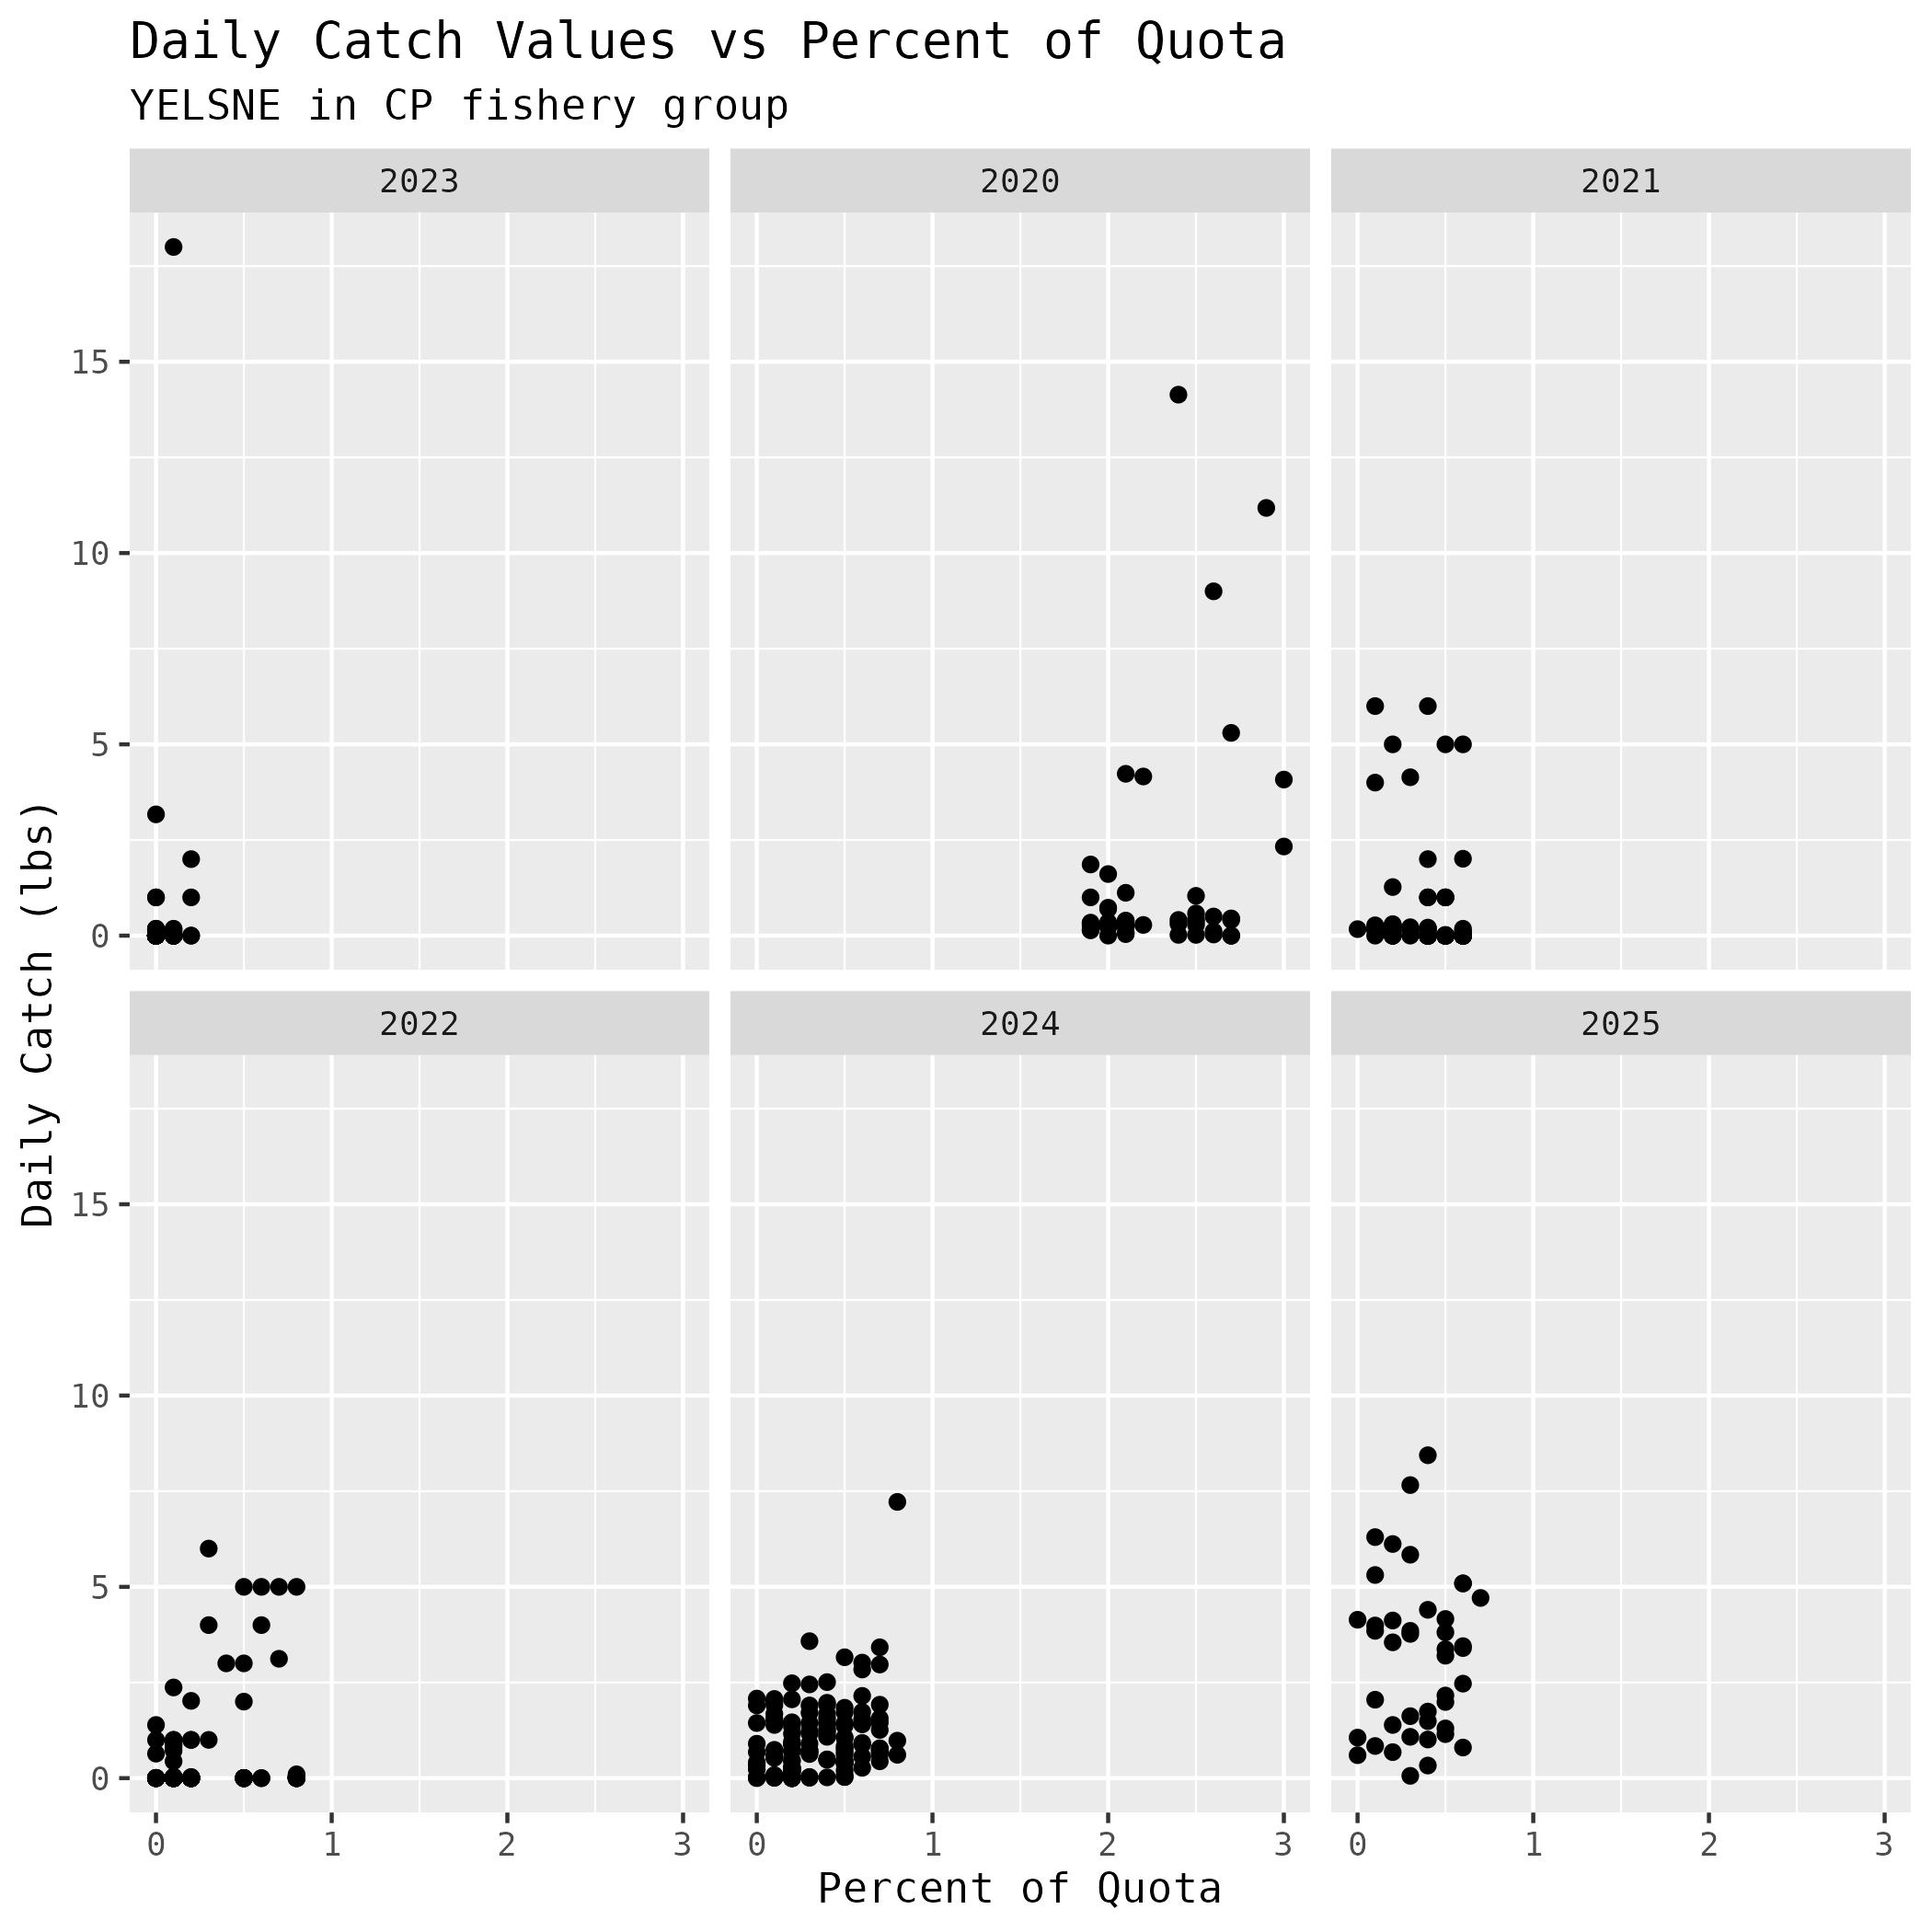 Daily Catch Values vs Percent of Quota
YELSNE in CP fishery group
2023 2020 2021
15
10
5
0
Daily Catch (lbs)
2022 2024 2025
15
10
5
0
0 1 2 3 0 1 2 3 0 1 2 3
Percent of Quota